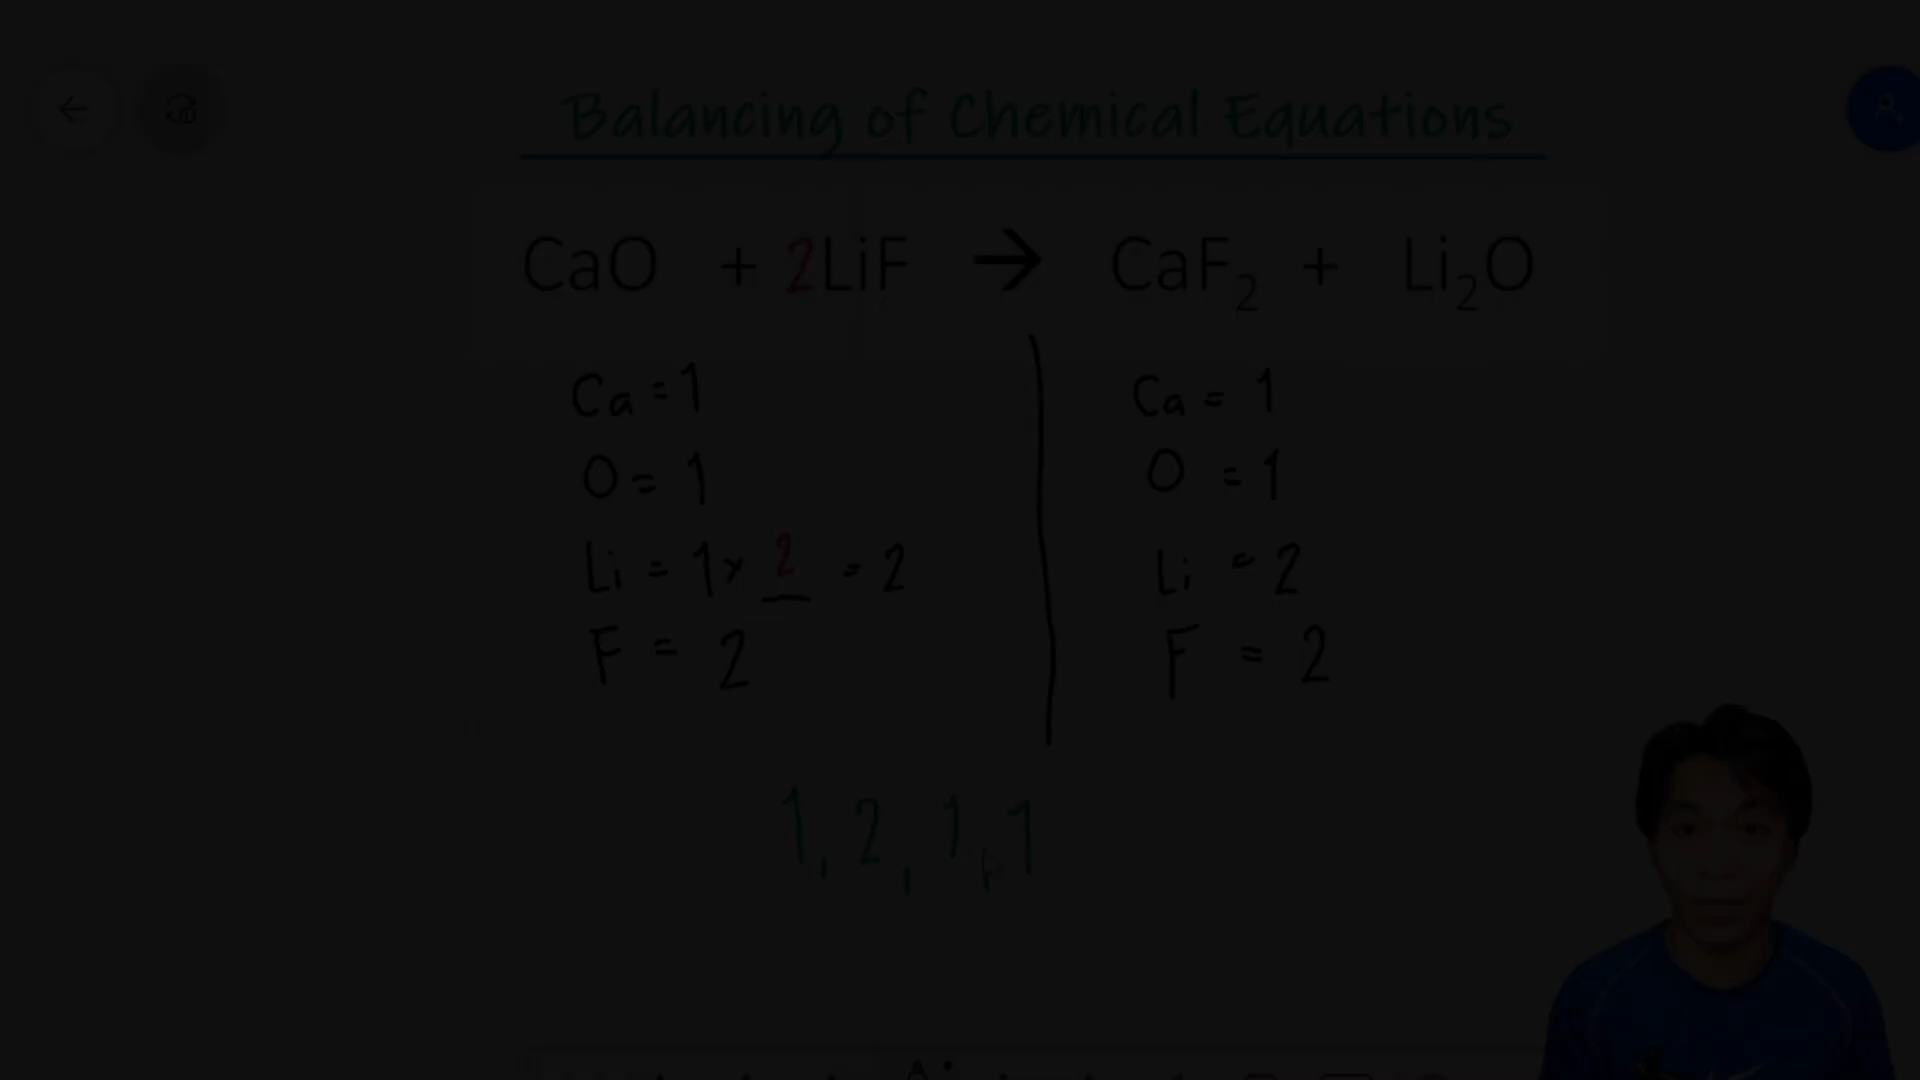 Balancing of Chemical Equations
CaO + 2LiF → CaF₂ + Li₂O
Ca = 1
O = 1
Li = 1 x 2 = 2
F = 2
Ca = 1
O = 1
Li = 2
F = 2
1, 2, 1, 1